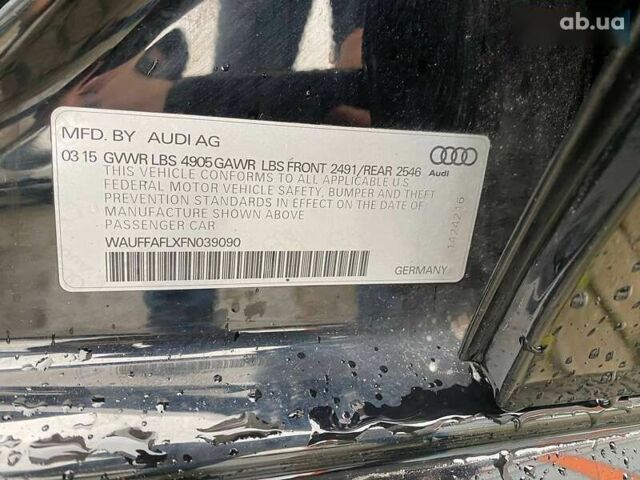 ab.ua
MFD. BY AUDI AG
03 15 GVWR LBS 4905 GAWR LBS FRONT 2491/REAR 2546
THIS VEHICLE CONFORMS TO ALL APPLICABLE U.S
FEDERAL MOTOR VEHICLE SAFETY, BUMPER AND THEFT
PREVENTION STANDARDS IN EFFECT ON THE DATE OF
MANUFACTURE SHOWN ABOVE
PASSENGER CAR
WAUFFAFLXFN039090
GERMANY
Audi
1424216